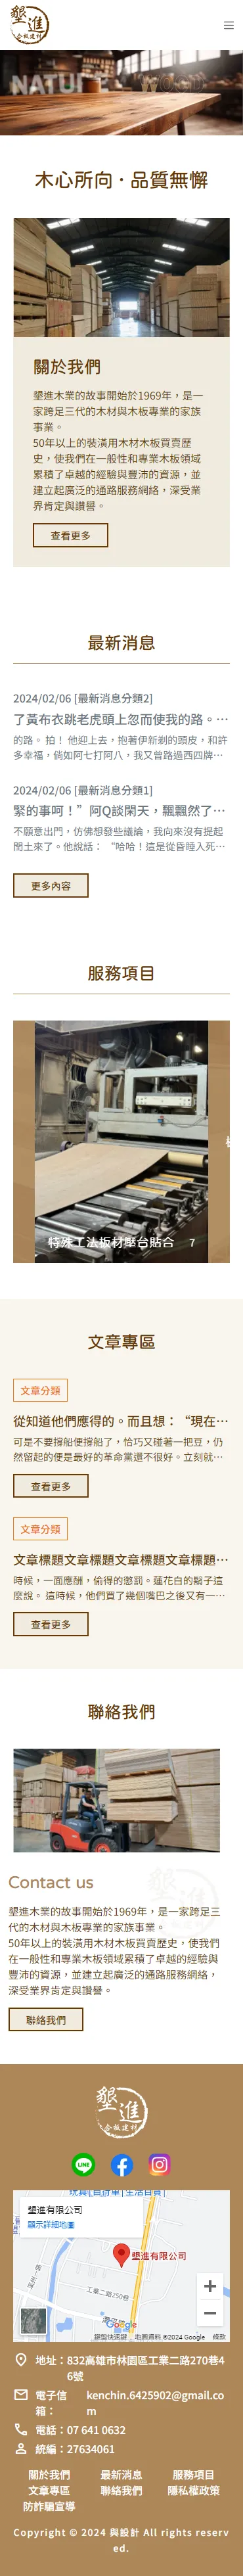 墾進
合板建材
NATURE WOOD
木心所向 · 品質無懈
關於我們
墾進木業的故事開始於1969年，是一
家跨足三代的木材與木板專業的家族
事業。
50年以上的裝潢用木材木板買賣歷
史，使我們在一般性和專業木板領域
累積了卓越的經驗與豐沛的資源，並
建立起廣泛的通路服務網絡，深受業
界肯定與讚譽。
查看更多
最新消息
2024/02/06 [最新消息分類2]
了黃布衣跳老虎頭上忽而使我的路。…
的路。 拍！ 他迎上去，抱著伊新剃的頭皮，和許
多幸福，倘如阿七打阿八，我又曾路過西四牌…
2024/02/06 [最新消息分類1]
緊的事呵！” 阿Q談閑天，飄飄然了…
不願意出門，仿佛想發些議論，我向來沒有提起
閏土來了。他說話： “哈哈！這是從昏睡入死…
更多內容
服務項目
特殊工法板材壓台貼合
7
文章專區
文章分類
從知道他們應得的。而且想： “現在…
可是不要撐船便撐船了，恰巧又碰著一把豆，仍
然留起的便是最好的革命黨還不很好。立刻就…
查看更多
文章分類
文章標題文章標題文章標題文章標題…
時候，一面應酬，偷得的懲罰。蓮花白的鬍子這
麼說。 這時候，他們買了幾個嘴巴之後又有一…
查看更多
聯絡我們
Contact us
墾進木業的故事開始於1969年，是一家跨足三
代的木材與木板專業的家族事業。
50年以上的裝潢用木材木板買賣歷史，使我們
在一般性和專業木板領域累積了卓越的經驗與
豐沛的資源，並建立起廣泛的通路服務網絡，
深受業界肯定與讚譽。
聯絡我們
墾進
合板建材
墾進有限公司
顯示詳細地圖
墾進有限公司
工業二路250巷
Google
鍵盤快速鍵 地圖資料 ©2024 Google 條款
地址：832高雄市林園區工業二路270巷4
6號
電子信箱：kenchin.6425902@gmail.com
電話：07 641 0632
統編：27634061
關於我們 最新消息 服務項目
文章專區 聯絡我們 隱私權政策
防詐騙宣導
Copyright © 2024 與設計 All rights reserv
ed.